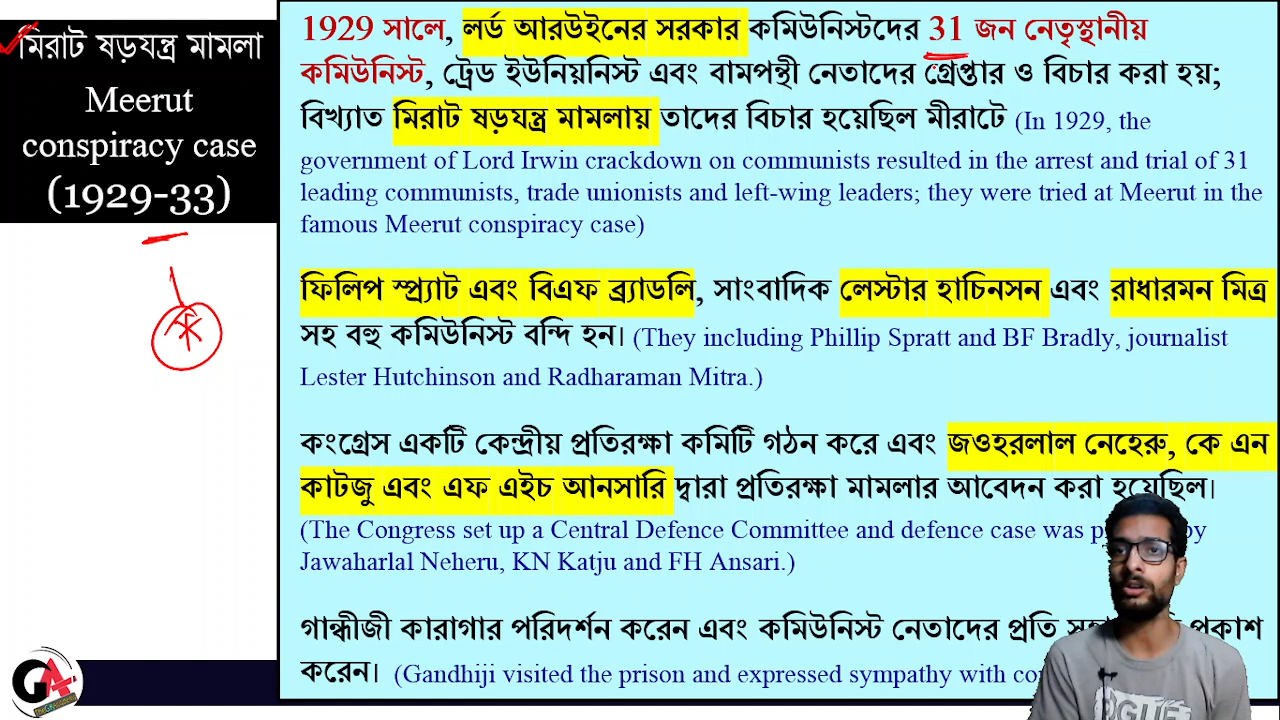 মিরাট ষড়যন্ত্র মামলা
Meerut
conspiracy case
(1929-33)
1929 সালে, লর্ড আরউইনের সরকার কমিউনিস্টদের 31 জন নেতৃস্থানীয়
কমিউনিস্ট, ট্রেড ইউনিয়নিস্ট এবং বামপন্থী নেতাদের গ্রেপ্তার ও বিচার করা হয়;
বিখ্যাত মিরাট ষড়যন্ত্র মামলায় তাদের বিচার হয়েছিল মীরাটে (In 1929, the
government of Lord Irwin crackdown on communists resulted in the arrest and trial of 31
leading communists, trade unionists and left-wing leaders; they were tried at Meerut in the
famous Meerut conspiracy case)
ফিলিপ স্প্র্যাট এবং বিএফ ব্র্যাডলি, সাংবাদিক লেস্টার হাচিনসন এবং রাধারমন মিত্র
সহ বহু কমিউনিস্ট বন্দি হন। (They including Phillip Spratt and BF Bradly, journalist
Lester Hutchinson and Radharaman Mitra.)
কংগ্রেস একটি কেন্দ্রীয় প্রতিরক্ষা কমিটি গঠন করে এবং জওহরলাল নেহেরু, কে এন
কাটজু এবং এফ এইচ আনসারি দ্বারা প্রতিরক্ষা মামলার আবেদন করা হয়েছিল।
(The Congress set up a Central Defence Committee and defence case was by
Jawaharlal Neheru, KN Katju and FH Ansari.)
গান্ধীজী কারাগার পরিদর্শন করেন এবং কমিউনিস্ট নেতাদের প্রতি প্রকাশ
করেন। (Gandhiji visited the prison and expressed sympathy with
GA